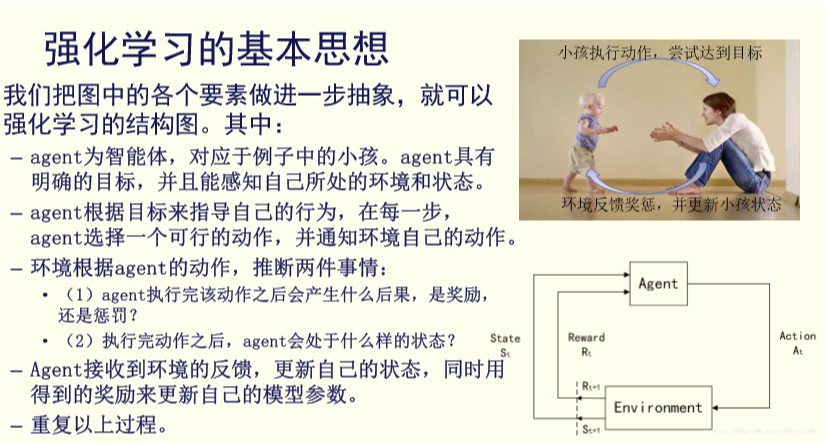 强化学习的基本思想
我们把图中的各个要素做进一步抽象，就可以
强化学习的结构图。其中：
– agent为智能体，对应于例子中的小孩。agent具有
明确的目标，并且能感知自己所处的环境和状态。
– agent根据目标来指导自己的行为，在每一步，
agent选择一个可行的动作，并通知环境自己的动作。
– 环境根据agent的动作，推断两件事情：
• （1）agent执行完该动作之后会产生什么后果，是奖励，
还是惩罚？
• （2）执行完动作之后，agent会处于什么样的状态？
– Agent接收到环境的反馈，更新自己的状态，同时用
得到的奖励来更新自己的模型参数。
– 重复以上过程。
小孩执行动作，尝试达到目标
环境反馈奖惩，并更新小孩状态
Agent
State
St
Reward
Rt
Action
At
Rt+1
Environment
St+1